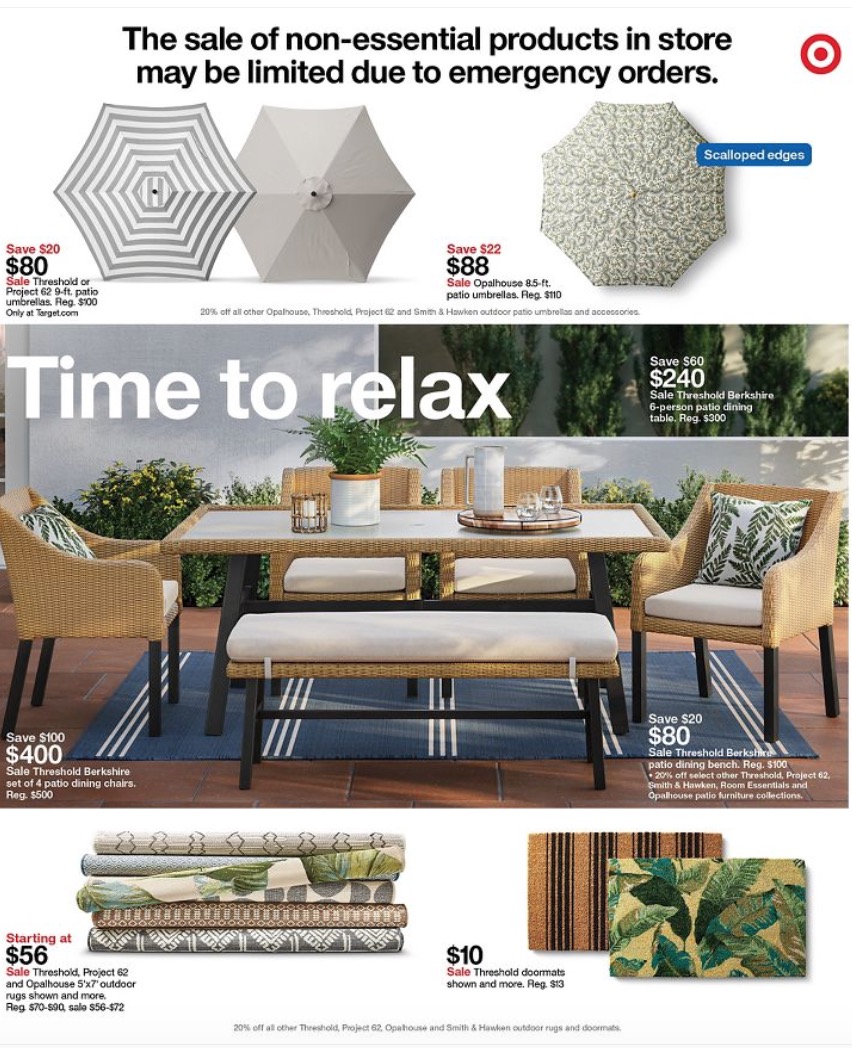 The sale of non-essential products in store
may be limited due to emergency orders.
Scalloped edges
Save $20
$80
Sale Threshold or
Project 62 9-ft. patio
umbrellas. Reg. $100
Only at Target.com
Save $22
$88
Sale Opalhouse 8.5-ft.
patio umbrellas. Reg. $110
20% off all other Opalhouse, Threshold, Project 62 and Smith & Hawken outdoor patio umbrellas and accessories.
Time to relax
Save $60
$240
Sale Threshold Berkshire
6-person patio dining
table. Reg. $300
Save $100
$400
Sale Threshold Berkshire
set of 4 patio dining chairs.
Reg. $500
Save $20
$80
Sale Threshold Berkshire
patio dining bench. Reg. $100
• 20% off select other Threshold, Project 62,
Smith & Hawken, Room Essentials and
Opalhouse patio furniture collections.
Starting at
$56
Sale Threshold, Project 62
and Opalhouse 5'x7' outdoor
rugs shown and more.
Reg. $70-$90, sale $56-$72
$10
Sale Threshold doormats
shown and more. Reg. $13
20% off all other Threshold, Project 62, Opalhouse and Smith & Hawken outdoor rugs and doormats.